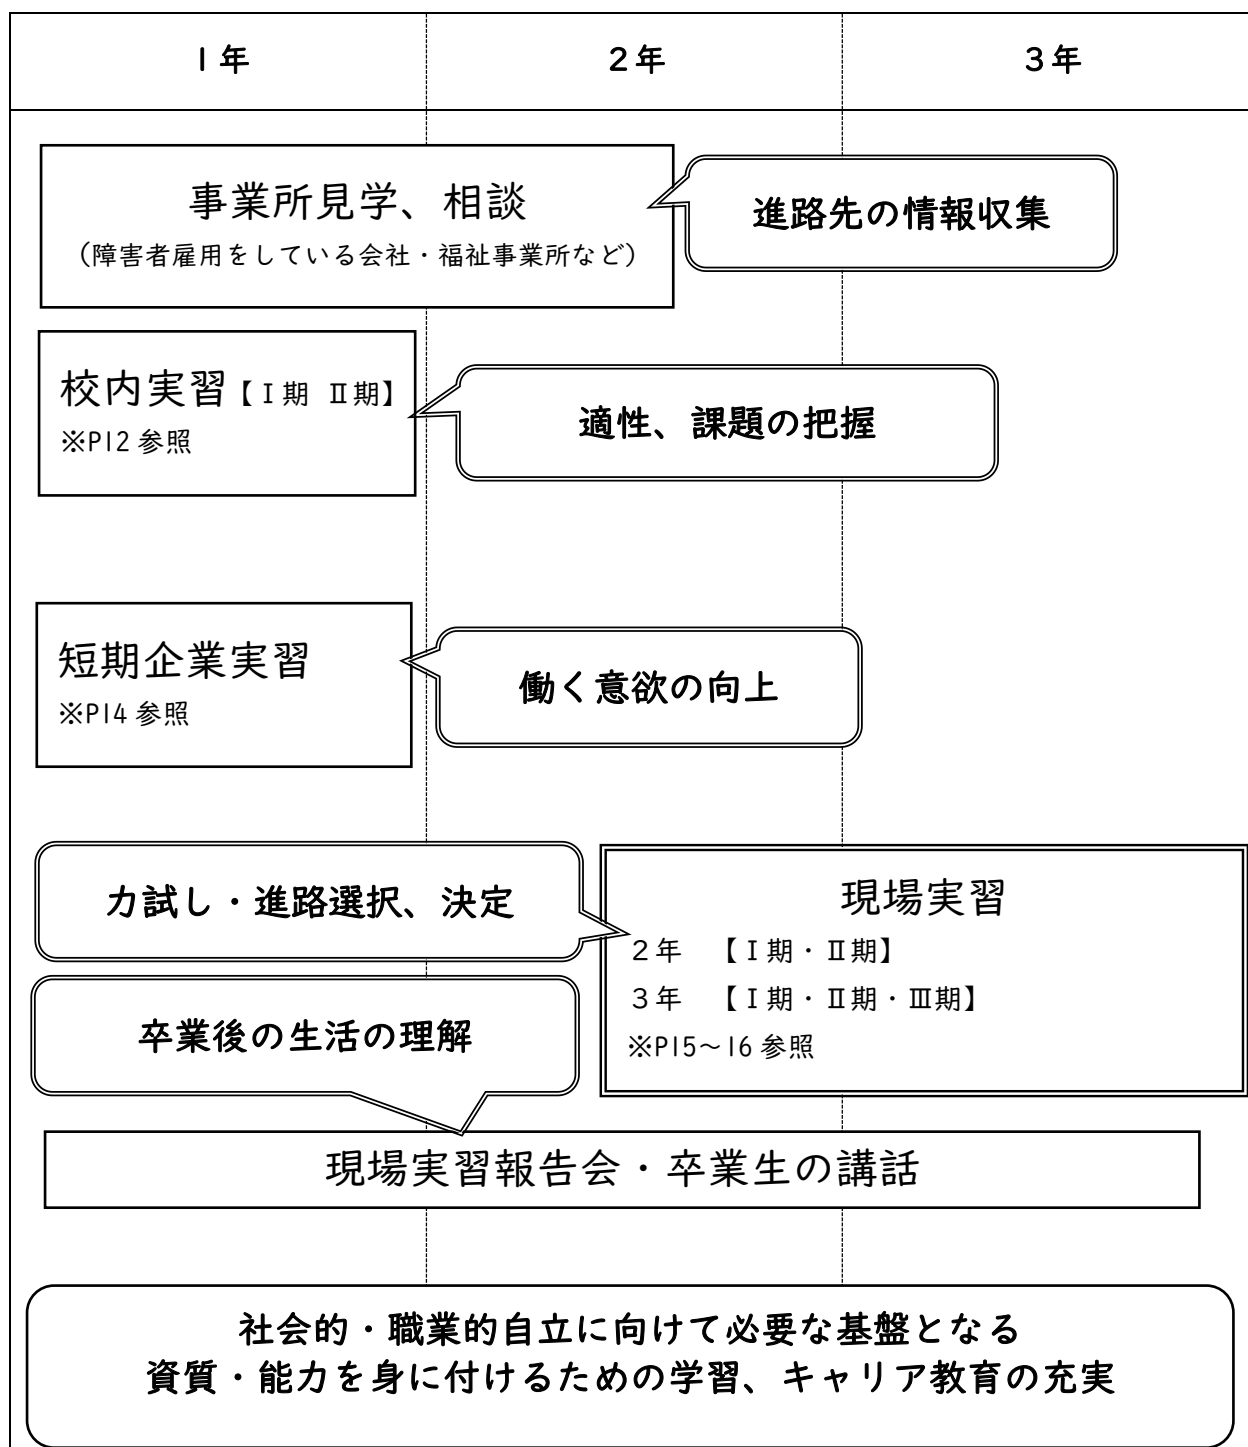 1年
2年
3年
事業所見学、相談
(障害者雇用をしている会社・福祉事業所など)
進路先の情報収集
校内実習【Ⅰ期 Ⅱ期】
※P12参照
適性、課題の把握
短期企業実習
※P14参照
働く意欲の向上
力試し・進路選択、決定
現場実習
2年 【Ⅰ期・Ⅱ期】
3年 【Ⅰ期・Ⅱ期・Ⅲ期】
※P15~16参照
卒業後の生活の理解
現場実習報告会・卒業生の講話
社会的・職業的自立に向けて必要な基盤となる
資質・能力を身に付けるための学習、キャリア教育の充実